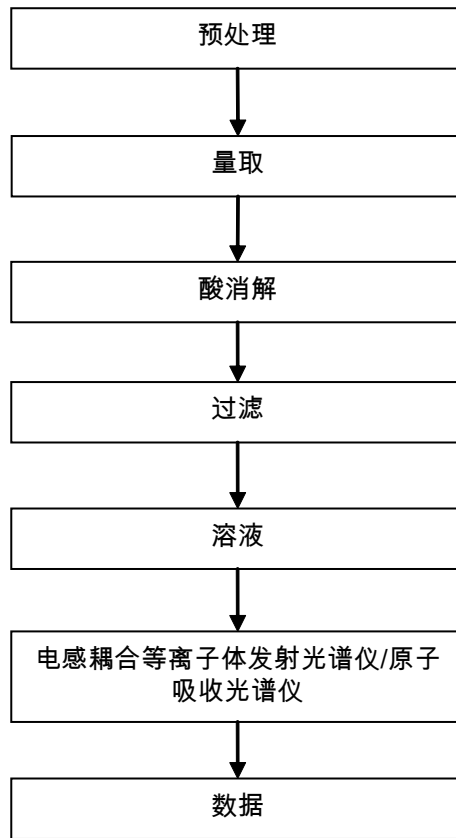 预处理
量取
酸消解
过滤
溶液
电感耦合等离子体发射光谱仪/原子
吸收光谱仪
数据